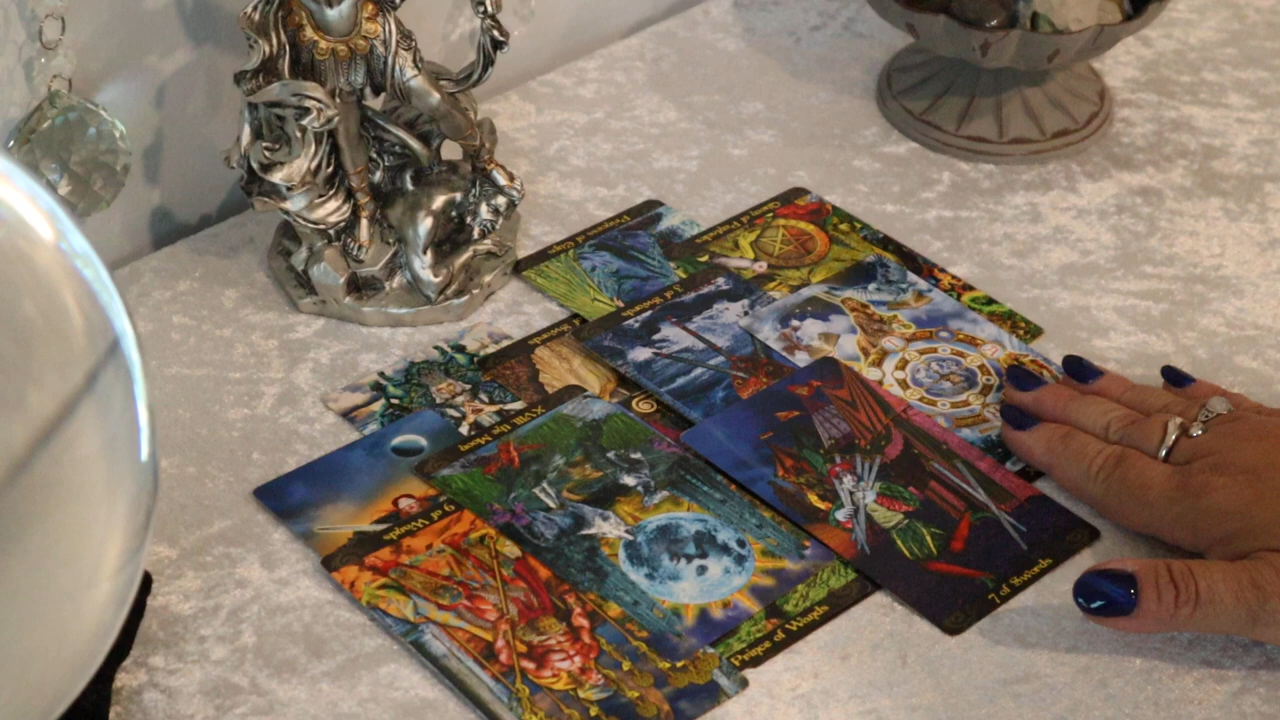 Princess of Cups
Queen of Pentacles
3 of Swords
Swords
XVIII the Moon
9 of Wands
7 of Swords
Prince of Wands